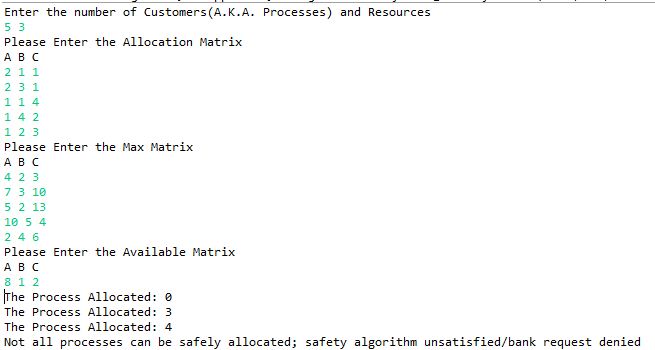 Enter the number of Customers(A.K.A. Processes) and Resources
5 3
Please Enter the Allocation Matrix
A B C
2 1 1
2 3 1
1 1 4
1 4 2
1 2 3
Please Enter the Max Matrix
A B C
4 2 3
7 3 10
5 2 13
10 5 4
2 4 6
Please Enter the Available Matrix
A B C
8 1 2
The Process Allocated: 0
The Process Allocated: 3
The Process Allocated: 4
Not all processes can be safely allocated; safety algorithm unsatisfied/bank request denied